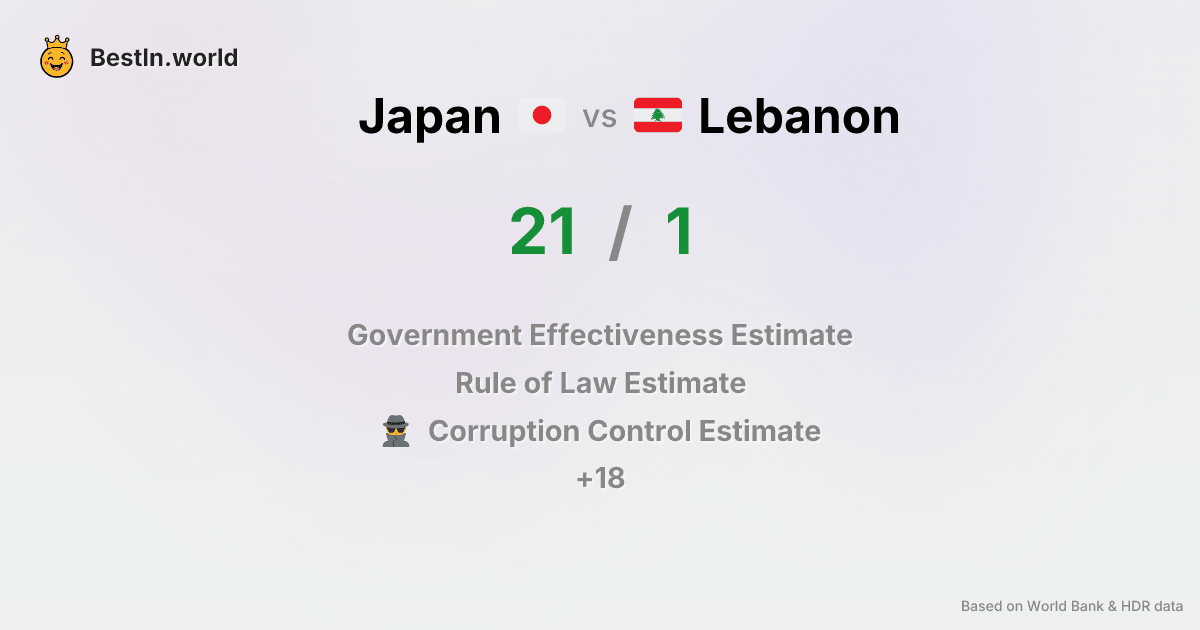 BestIn.world
Japan vs Lebanon
21 / 1
Government Effectiveness Estimate
Rule of Law Estimate
Corruption Control Estimate
+18
Based on World Bank & HDR data